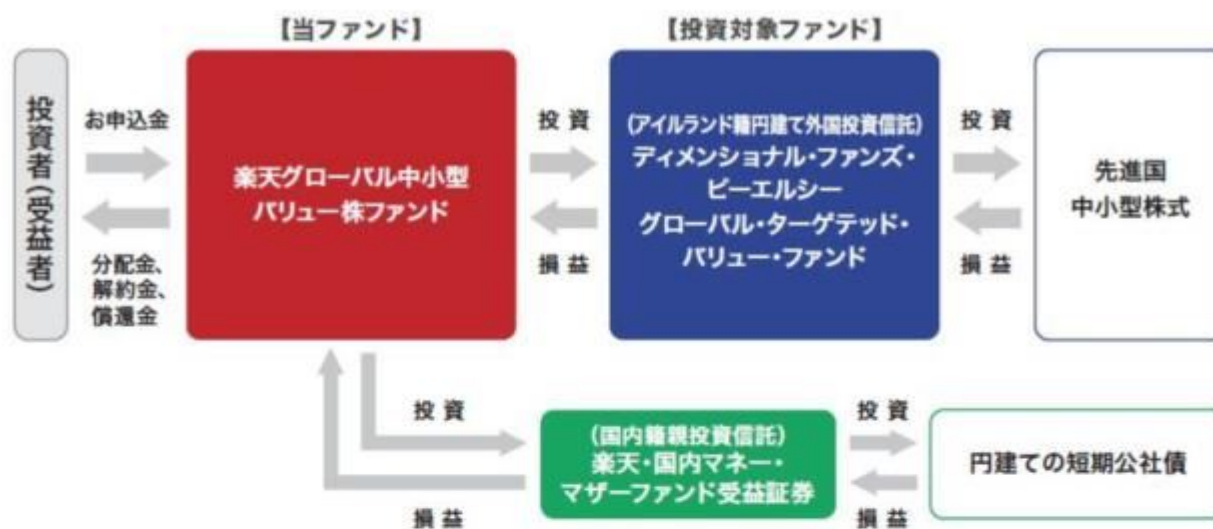 【当ファンド】
【投資対象ファンド】
投資者(受益者)
お申込金
分配金、
解約金、
償還金
楽天グローバル中小型
バリュー株ファンド
投資
損益
(アイルランド籍円建て外国投資信託)
ディメンショナル・ファンズ・
ピーエルシー
グローバル・ターゲテッド・
バリュー・ファンド
投資
損益
先進国
中小型株式
投資
損益
(国内籍親投資信託)
楽天・国内マネー・
マザーファンド受益証券
投資
損益
円建ての短期公社債